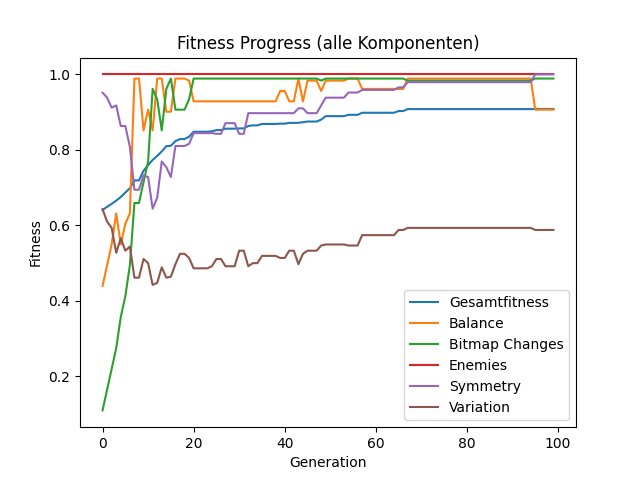 Fitness Progress (alle Komponenten)
1.0
0.8
0.6
0.4
0.2
Fitness
0 20 40 60 80 100
Generation
Gesamtfitness
Balance
Bitmap Changes
Enemies
Symmetry
Variation